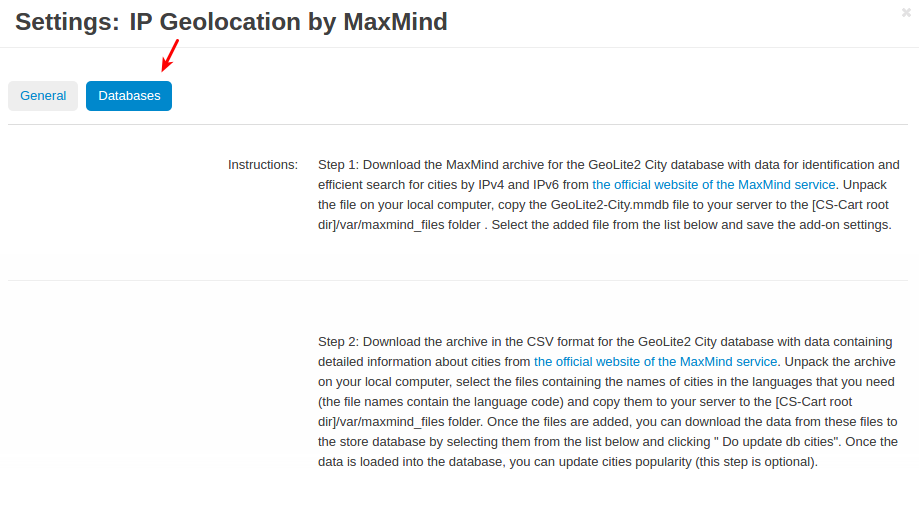 Settings: IP Geolocation by MaxMind
General Databases
Instructions: Step 1: Download the MaxMind archive for the GeoLite2 City database with data for identification and
efficient search for cities by IPv4 and IPv6 from the official website of the MaxMind service. Unpack
the file on your local computer, copy the GeoLite2-City.mmdb file to your server to the [CS-Cart root
dir]/var/maxmind_files folder . Select the added file from the list below and save the add-on settings.
Step 2: Download the archive in the CSV format for the GeoLite2 City database with data containing
detailed information about cities from the official website of the MaxMind service. Unpack the archive
on your local computer, select the files containing the names of cities in the languages that you need
(the file names contain the language code) and copy them to your server to the [CS-Cart root
dir]/var/maxmind_files folder. Once the files are added, you can download the data from these files to
the store database by selecting them from the list below and clicking " Do update db cities". Once the
data is loaded into the database, you can update cities popularity (this step is optional).